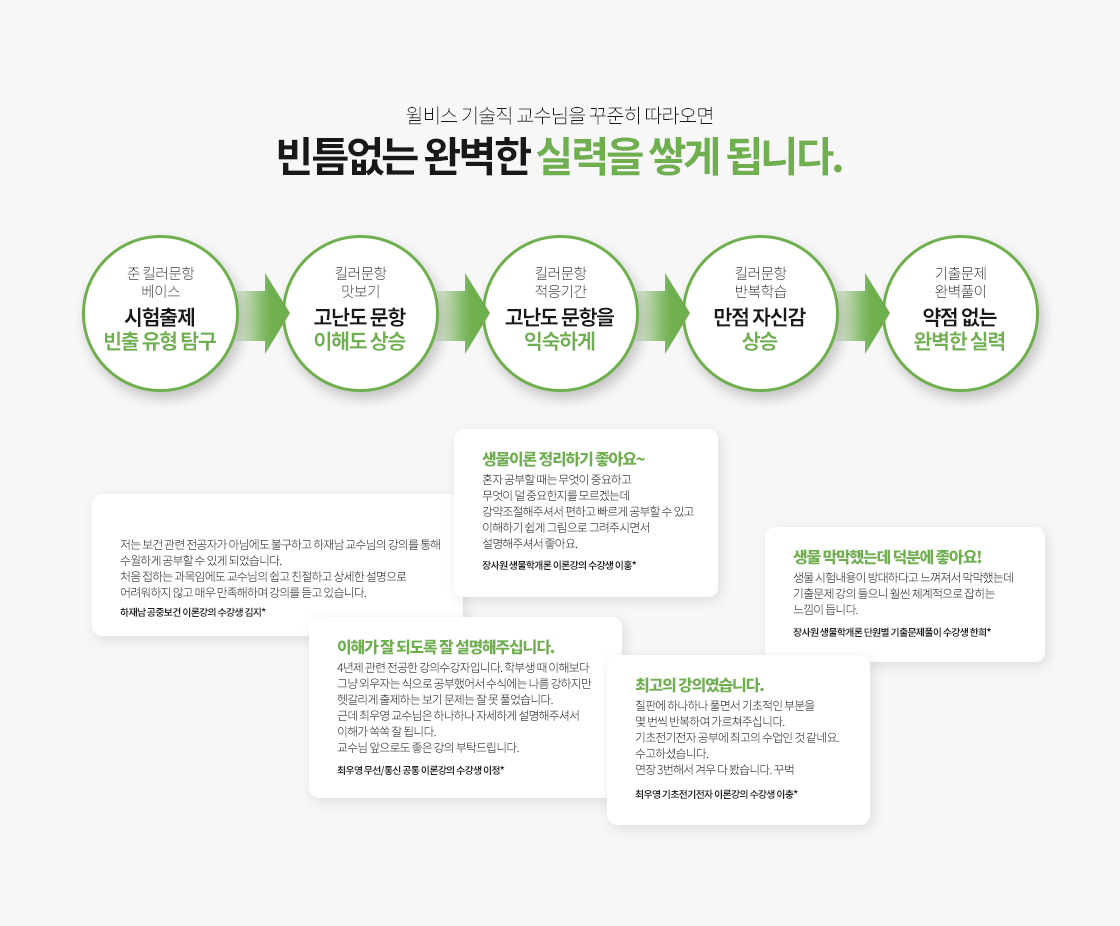 윌비스 기술직 교수님을 꾸준히 따라오면
빈틈없는 완벽한 실력을 쌓게 됩니다.
준 킬러문항
베이스
시험출제
빈출 유형 탐구
킬러문항
맛보기
고난도 문항
이해도 상승
킬러문항
적응기간
고난도 문항을
익숙하게
킬러문항
반복학습
만점 자신감
상승
기출문제
완벽풀이
약점 없는
완벽한 실력
저는 보건 관련 전공자가 아님에도 불구하고 하재남 교수님의 강의를 통해
수월하게 공부할 수 있게 되었습니다.
처음 접하는 과목임에도 교수님의 쉽고 친절하고 상세한 설명으로
어려워하지 않고 매우 만족해하며 강의를 듣고 있습니다.
하재남 공중보건 이론강의 수강생 김지*
생물이론 정리하기 좋아요~
혼자 공부할 때는 무엇이 중요하고
무엇이 덜 중요한지를 모르겠는데
강약조절해주셔서 편하고 빠르게 공부할 수 있고
이해하기 쉽게 그림으로 그려주시면서
설명해주셔서 좋아요.
장사원 생물학개론 이론강의 수강생 이홍*
생물 막막했는데 덕분에 좋아요!
생물 시험내용이 방대하다고 느껴져서 막막했는데
기출문제 강의 들으니 훨씬 체계적으로 잡히는
느낌이 듭니다.
장사원 생물학개론 단원별 기출문제풀이 수강생 한희*
이해가 잘 되도록 잘 설명해주십니다.
4년제 관련 전공한 강의수강자입니다. 학부생 때 이해보다
그냥 외우자는 식으로 공부했어서 수식에는 나름 강하지만
헷갈리게 출제하는 보기 문제는 잘 못 풀었습니다.
근데 최우영 교수님은 하나하나 자세하게 설명해주셔서
이해가 쏙쏙 잘 됩니다.
교수님 앞으로도 좋은 강의 부탁드립니다.
최우영 무선/통신 공통 이론강의 수강생 이정*
최고의 강의였습니다.
칠판에 하나하나 풀면서 기초적인 부분을
몇 번씩 반복하여 가르쳐주십니다.
기초전기전자 공부에 최고의 수업인 것 같네요.
수고하셨습니다.
연장 3번해서 겨우 다 봤습니다. 꾸벅
최우영 기초전기전자 이론강의 수강생 이충*